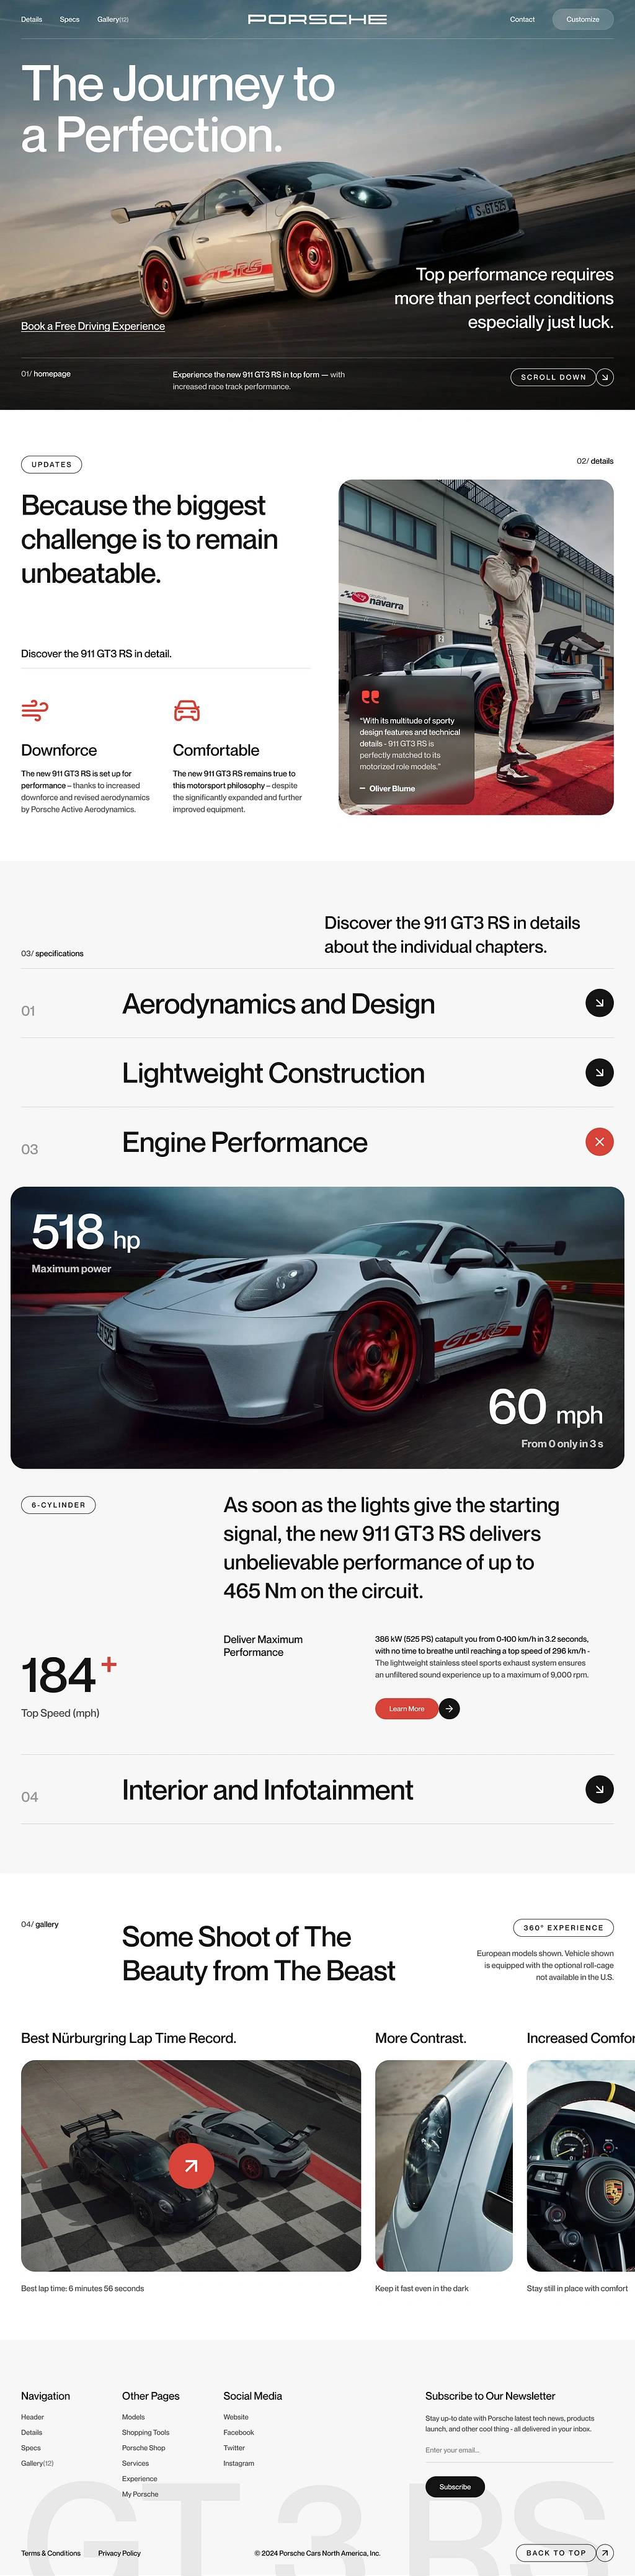 Details
Specs
Gallery(12)
PORSCHE
Contact
Customize
The Journey to
a Perfection.
S GT 525
GT3 RS
Top performance requires
more than perfect conditions
especially just luck.
Book a Free Driving Experience
01/ homepage
Experience the new 911 GT3 RS in top form — with
increased race track performance.
SCROLL DOWN
UPDATES
02/ details
Because the biggest
challenge is to remain
unbeatable.
Discover the 911 GT3 RS in detail.
Downforce
The new 911 GT3 RS is set up for
performance – thanks to increased
downforce and revised aerodynamics
by Porsche Active Aerodynamics.
Comfortable
The new 911 GT3 RS remains true to
this motorsport philosophy – despite
the significantly expanded and further
improved equipment.
circuito
navarra
2
“With its multitude of sporty
design features and technical
details - 911 GT3 RS is
perfectly matched to its
motorized role models.”
— Oliver Blume
03/ specifications
Discover the 911 GT3 RS in details
about the individual chapters.
01
Aerodynamics and Design
Lightweight Construction
03
Engine Performance
518 hp
Maximum power
GT3 RS
60 mph
From 0 only in 3 s
6-CYLINDER
As soon as the lights give the starting
signal, the new 911 GT3 RS delivers
unbelievable performance of up to
465 Nm on the circuit.
184+
Top Speed (mph)
Deliver Maximum
Performance
386 kW (525 PS) catapult you from 0-100 km/h in 3.2 seconds,
with no time to breathe until reaching a top speed of 296 km/h -
The lightweight stainless steel sports exhaust system ensures
an unfiltered sound experience up to a maximum of 9,000 rpm.
Learn More
04
Interior and Infotainment
04/ gallery
Some Shoot of The
Beauty from The Beast
360° EXPERIENCE
European models shown. Vehicle shown
is equipped with the optional roll-cage
not available in the U.S.
Best Nürburgring Lap Time Record.
More Contrast.
Increased Comfor
Best lap time: 6 minutes 56 seconds
Keep it fast even in the dark
Stay still in place with comfort
Navigation
Header
Details
Specs
Gallery(12)
Other Pages
Models
Shopping Tools
Porsche Shop
Services
Experience
My Porsche
Social Media
Website
Facebook
Twitter
Instagram
Subscribe to Our Newsletter
Stay up-to date with Porsche latest tech news, products
launch, and other cool thing - all delivered in your inbox.
Enter your email...
Subscribe
GT3 RS
Terms & Conditions
Privacy Policy
© 2024 Porsche Cars North America, Inc.
BACK TO TOP